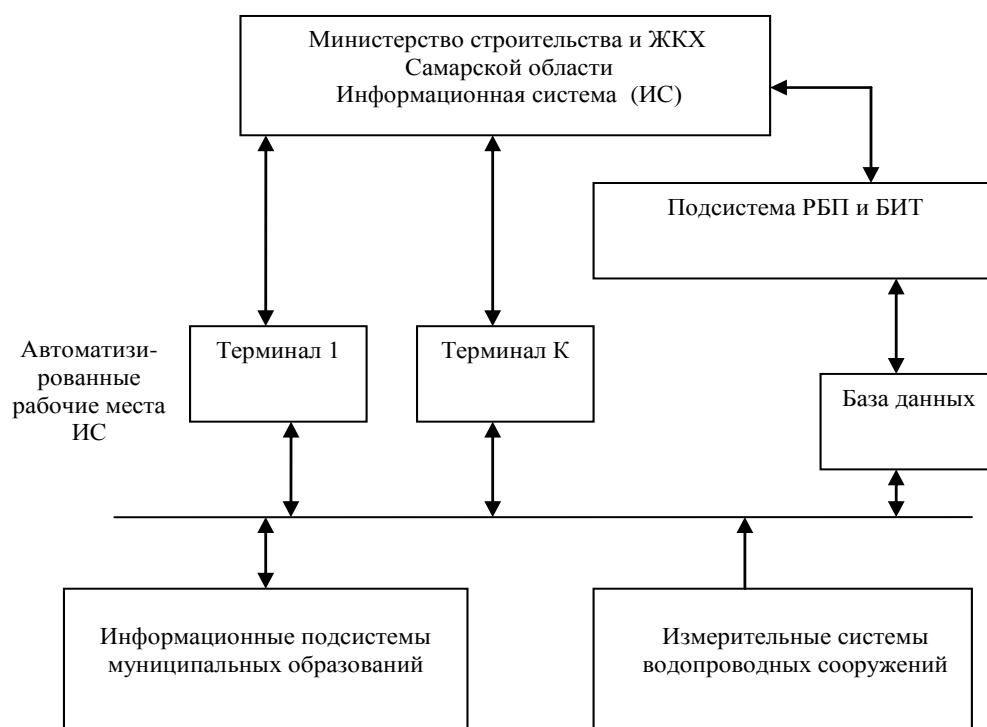 Министерство строительства и ЖКХ
Самарской области
Информационная система (ИС)
Подсистема РБП и БИТ
Автоматизи-
рованные
рабочие места
ИС
Терминал 1
Терминал К
База данных
Информационные подсистемы
муниципальных образований
Измерительные системы
водопроводных сооружений